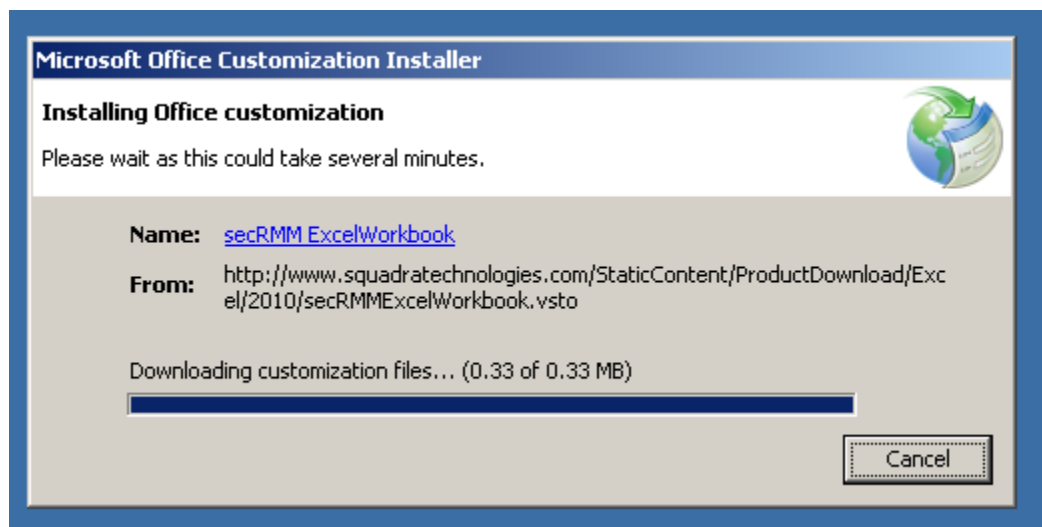 Microsoft Office Customization Installer
Installing Office customization
Please wait as this could take several minutes.
Name: secRMM ExcelWorkbook
From: http://www.squadratechnologies.com/StaticContent/ProductDownload/Exc
el/2010/secRMMExcelWorkbook.vsto
Downloading customization files... (0.33 of 0.33 MB)
Cancel